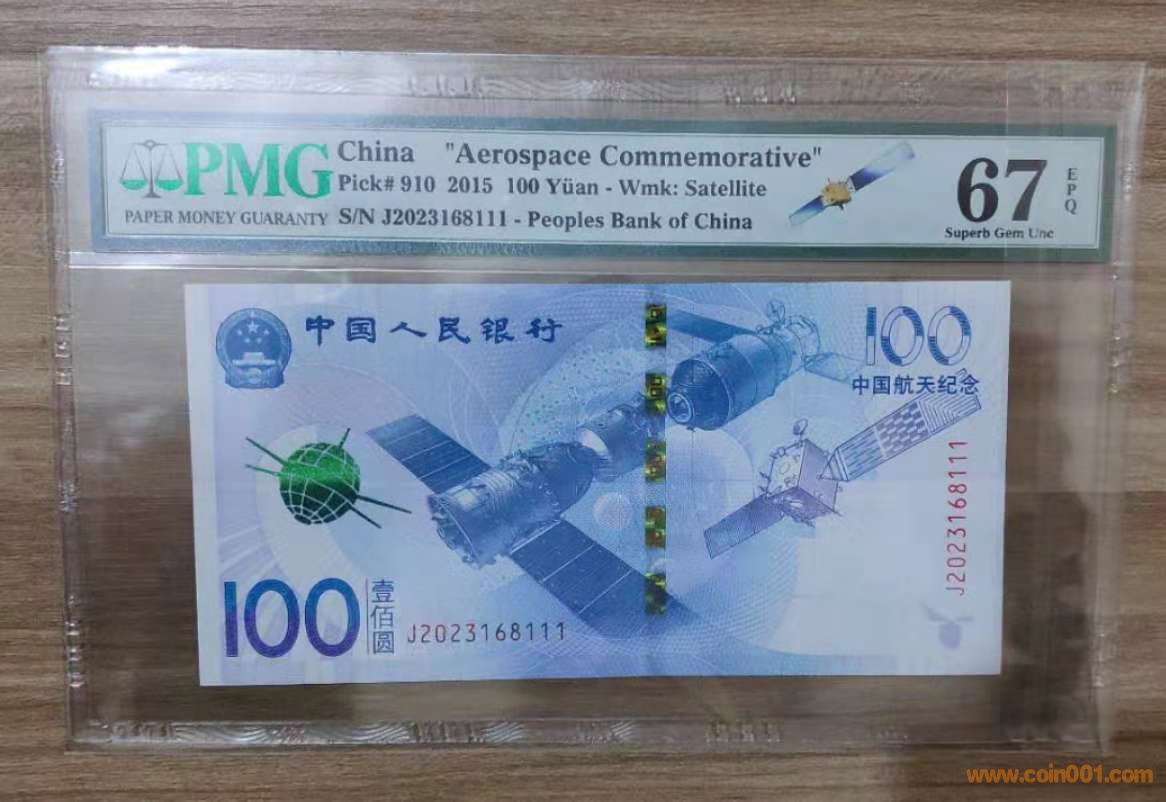 PMG
PAPER MONEY GUARANTY
China "Aerospace Commemorative"
Pick# 910 2015 100 Yüan - Wmk: Satellite
S/N J2023168111 - Peoples Bank of China
67
EPQ
Superb Gem Unc
中国人民银行
100
中国航天纪念
J2023168111
100
壹佰圆
J2023168111
www.coin001.com